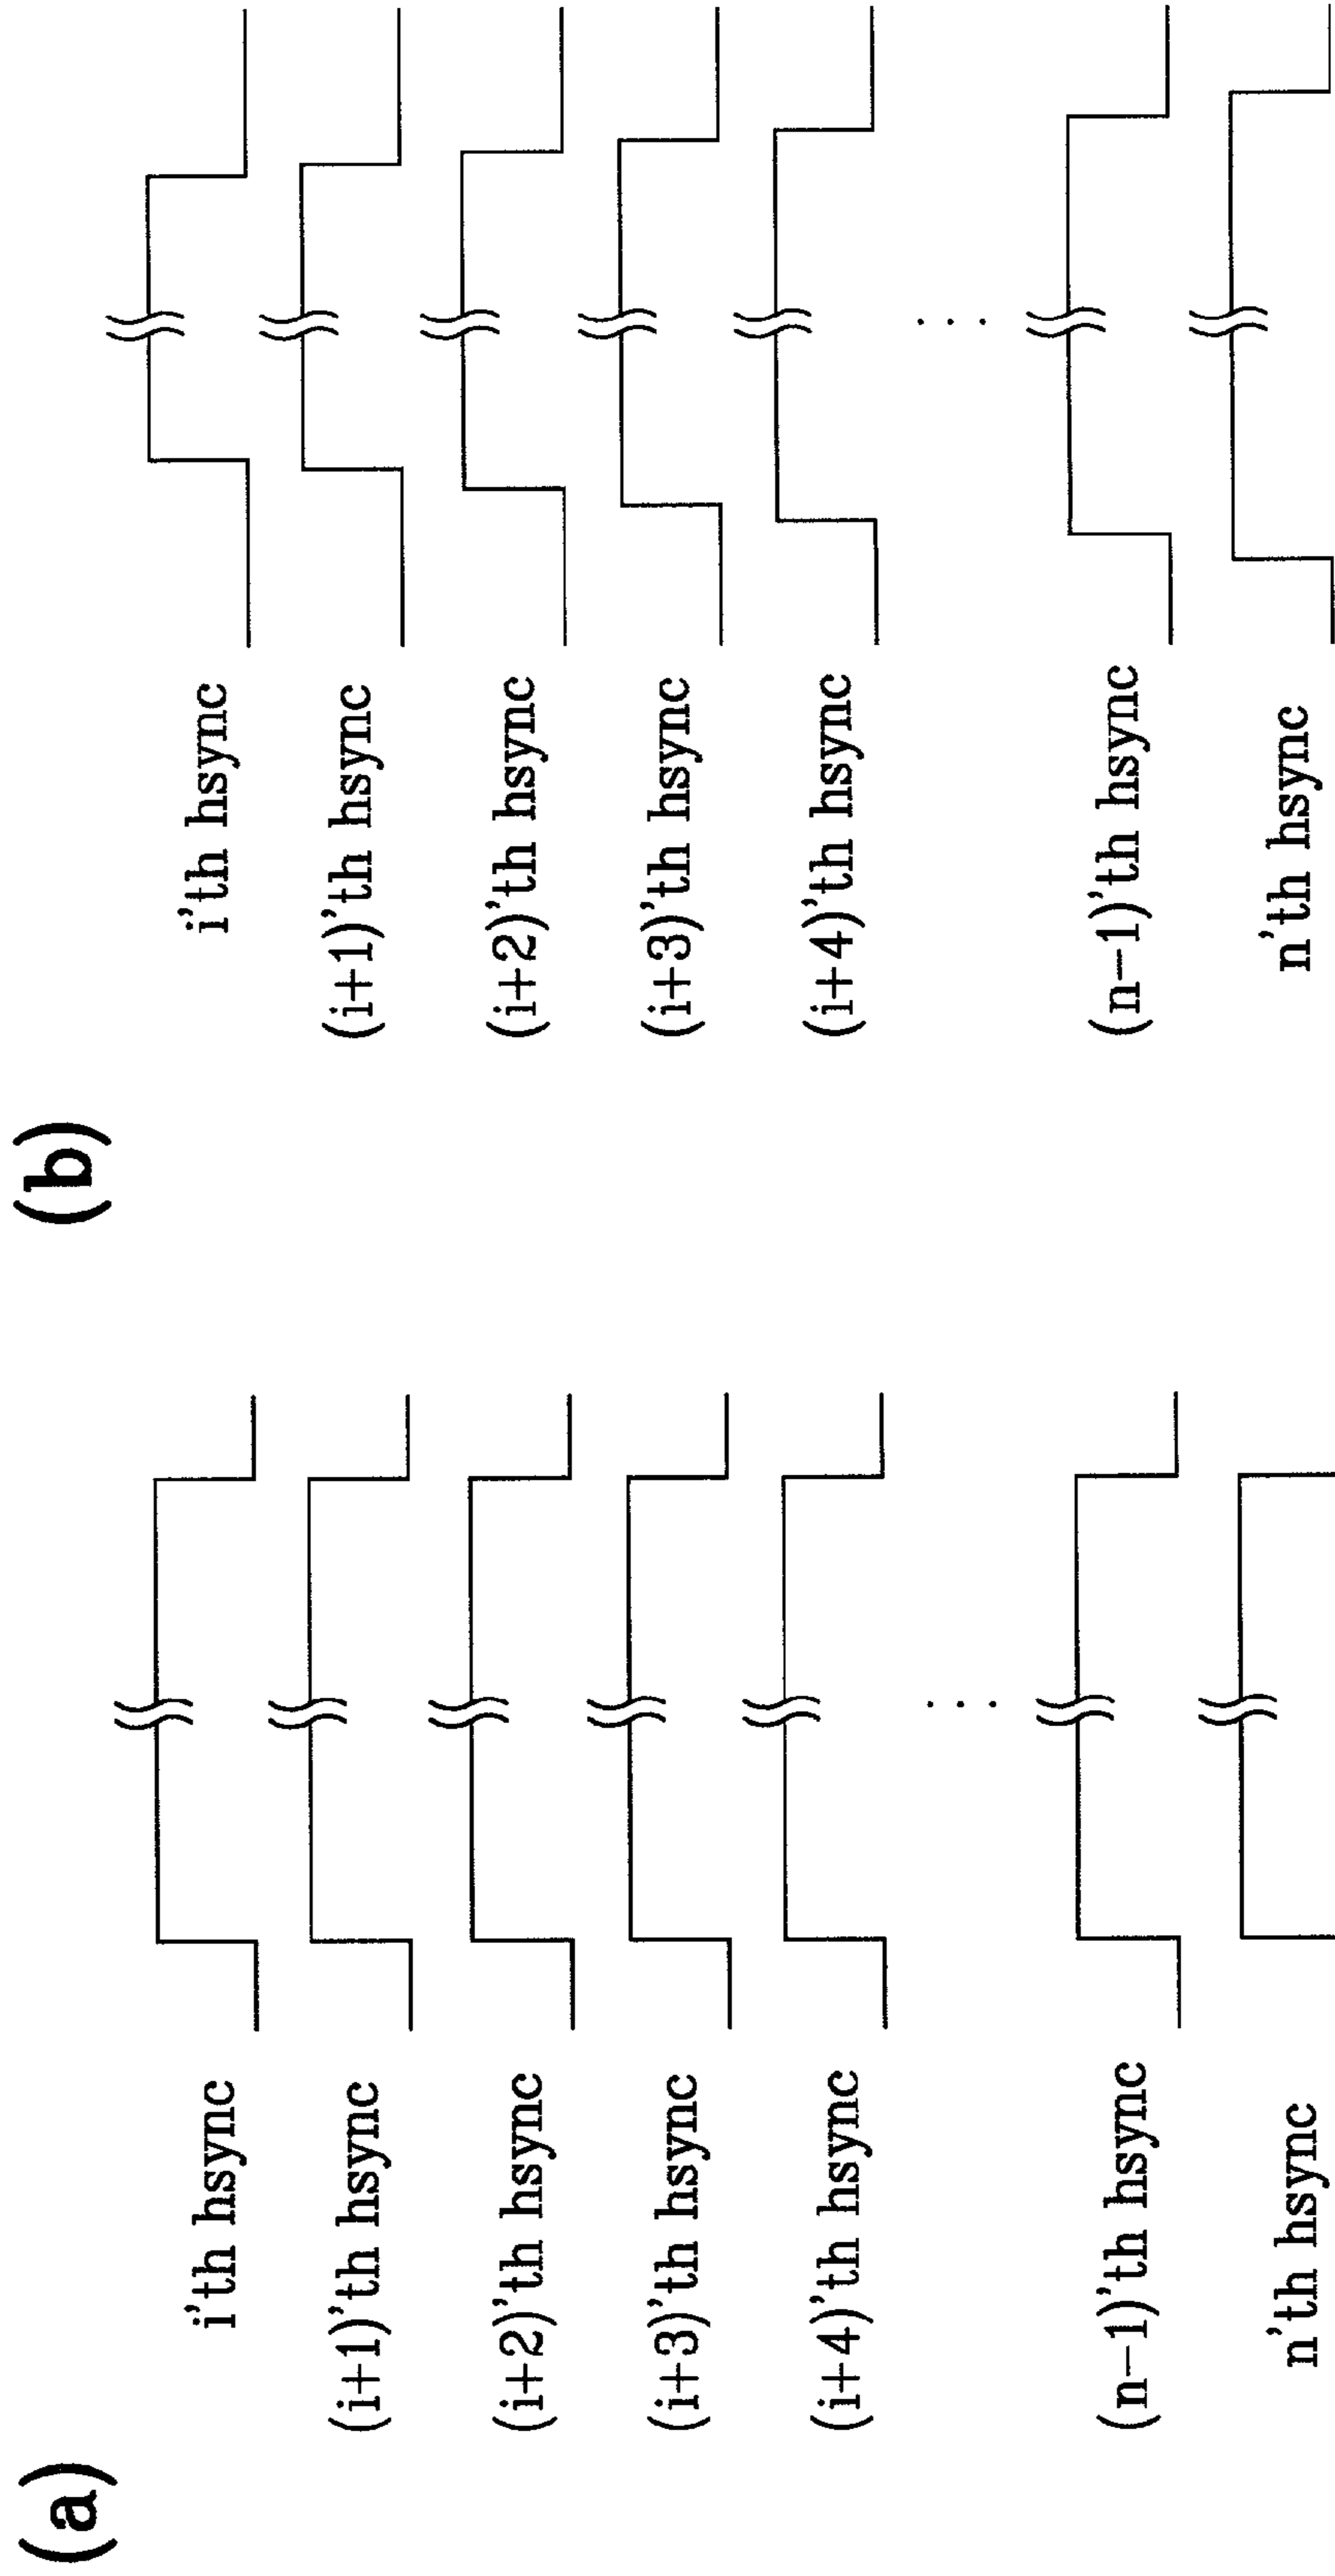 (a)
i'th hsync
(i+1)'th hsync
(i+2)'th hsync
(i+3)'th hsync
(i+4)'th hsync
. . .
(n−1)'th hsync
n'th hsync
(b)
i'th hsync
(i+1)'th hsync
(i+2)'th hsync
(i+3)'th hsync
(i+4)'th hsync
. . .
(n−1)'th hsync
n'th hsync